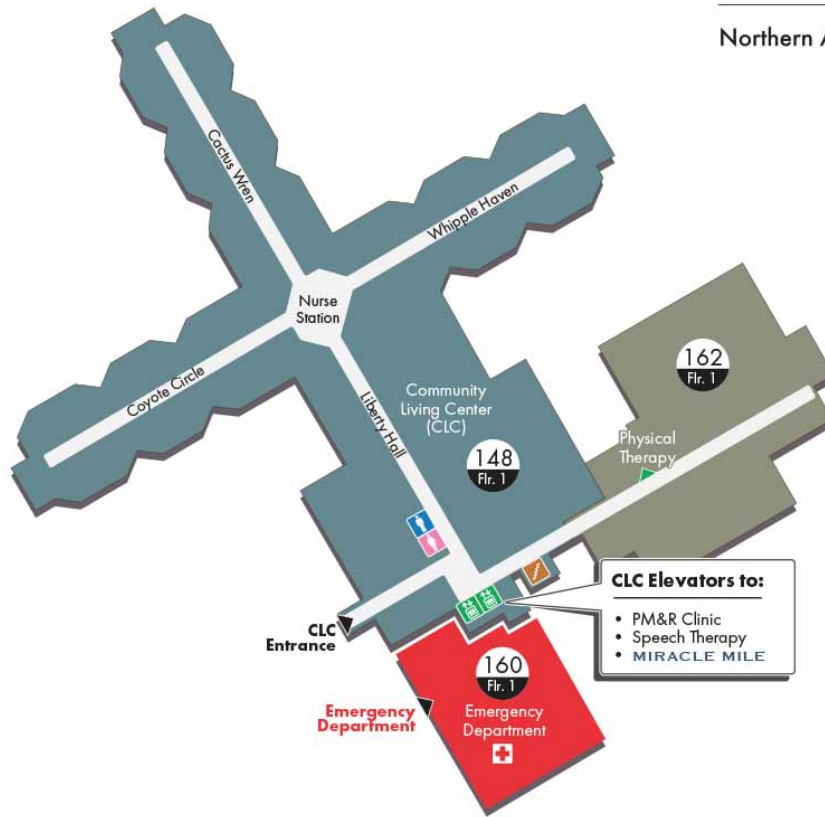 Northern A
Cactus Wren
Whipple Haven
Nurse
Station
Coyote Circle
Liberty Hall
Community
Living Center
(CLC)
148
Flr. 1
162
Flr. 1
Physical
Therapy
CLC Elevators to:
• PM&R Clinic
• Speech Therapy
• MIRACLE MILE
CLC
Entrance
160
Flr. 1
Emergency
Department
Emergency
Department